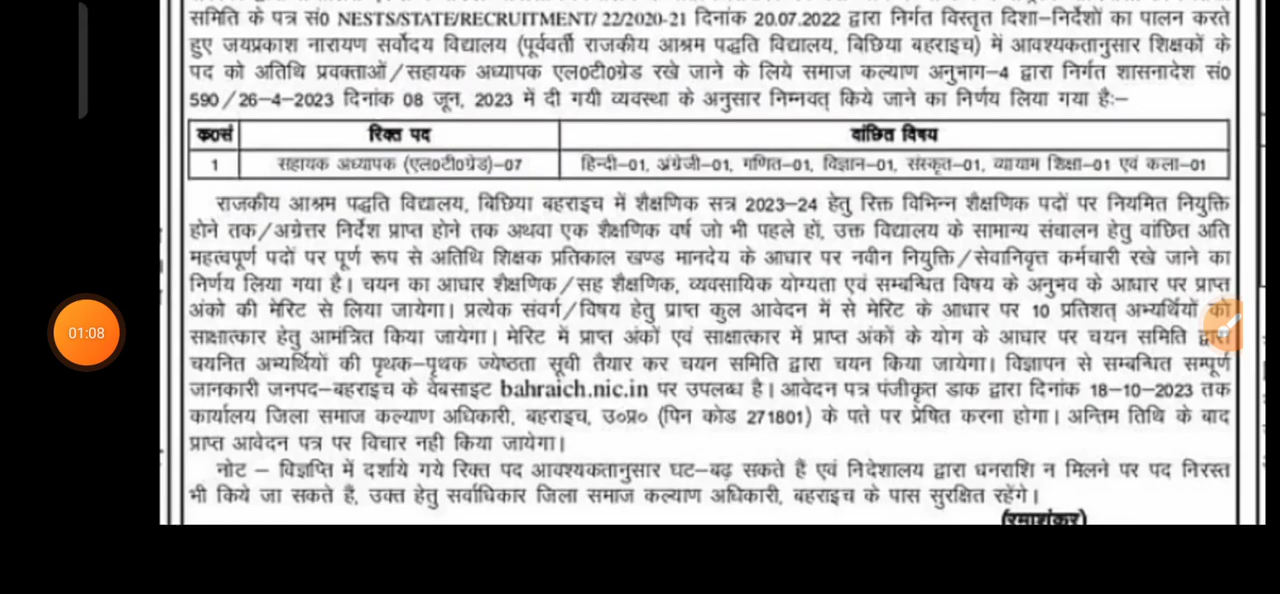 समिति के पत्र सं0 NESTS/STATE/RECRUITMENT/ 22/2020-21 दिनांक 20.07.2022 द्वारा निर्गत विस्तृत दिशा–निर्देशों का पालन करते
हुए जयप्रकाश नारायण सर्वोदय विद्यालय (पूर्ववर्ती राजकीय आश्रम पद्धति विद्यालय, बिछिया बहराइच) में आवश्यकतानुसार शिक्षकों के
पद को अतिथि प्रवक्ताओं/सहायक अध्यापक एल0टी0ग्रेड रखे जाने के लिये समाज कल्याण अनुभाग–4 द्वारा निर्गत शासनादेश सं0
590/26–4–2023 दिनांक 08 जून, 2023 में दी गयी व्यवस्था के अनुसार निम्नवत् किये जाने का निर्णय लिया गया हैः–
क0सं रिक्त पद वांछित विषय
1 सहायक अध्यापक (एल0टी0ग्रेड)–07 हिन्दी–01, अंग्रेजी–01, गणित–01, विज्ञान–01, संस्कृत–01, व्यायाम शिक्षा–01 एवं कला–01
राजकीय आश्रम पद्धति विद्यालय, बिछिया बहराइच में शैक्षणिक सत्र 2023–24 हेतु रिक्त विभिन्न शैक्षणिक पदों पर नियमित नियुक्ति
होने तक/अग्रेत्तर निर्देश प्राप्त होने तक अथवा एक शैक्षणिक वर्ष जो भी पहले हों, उक्त विद्यालय के सामान्य संचालन हेतु वांछित अति
महत्वपूर्ण पदों पर पूर्ण रूप से अतिथि शिक्षक प्रतिकाल खण्ड मानदेय के आधार पर नवीन नियुक्ति/सेवानिवृत्त कर्मचारी रखे जाने का
निर्णय लिया गया है। चयन का आधार शैक्षणिक/सह शैक्षणिक, व्यवसायिक योग्यता एवं सम्बन्धित विषय के अनुभव के आधार पर प्राप्त
अंको की मेरिट से लिया जायेगा। प्रत्येक संवर्ग/विषय हेतु प्राप्त कुल आवेदन में से मेरिट के आधार पर 10 प्रतिशत् अभ्यर्थियों को
साक्षात्कार हेतु आमंत्रित किया जायेगा। मेरिट में प्राप्त अंकों एवं साक्षात्कार में प्राप्त अंकों के योग के आधार पर चयन समिति द्वारा
चयनित अभ्यर्थियों की पृथक–पृथक ज्येष्ठता सूची तैयार कर चयन समिति द्वारा चयन किया जायेगा। विज्ञापन से सम्बन्धित सम्पूर्ण
जानकारी जनपद–बहराइच के वेबसाइट bahraich.nic.in पर उपलब्ध है। आवेदन पत्र पंजीकृत डाक द्वारा दिनांक 18–10–2023 तक
कार्यालय जिला समाज कल्याण अधिकारी, बहराइच, उ०प्र० (पिन कोड 271801) के पते पर प्रेषित करना होगा। अन्तिम तिथि के बाद
प्राप्त आवेदन पत्र पर विचार नही किया जायेगा।
नोट – विज्ञप्ति में दर्शाये गये रिक्त पद आवश्यकतानुसार घट–बढ़ सकते हैं एवं निदेशालय द्वारा धनराशि न मिलने पर पद निरस्त
भी किये जा सकते हैं, उक्त हेतु सर्वाधिकार जिला समाज कल्याण अधिकारी, बहराइच के पास सुरक्षित रहेंगे।
(रमाशंकर)
01:08